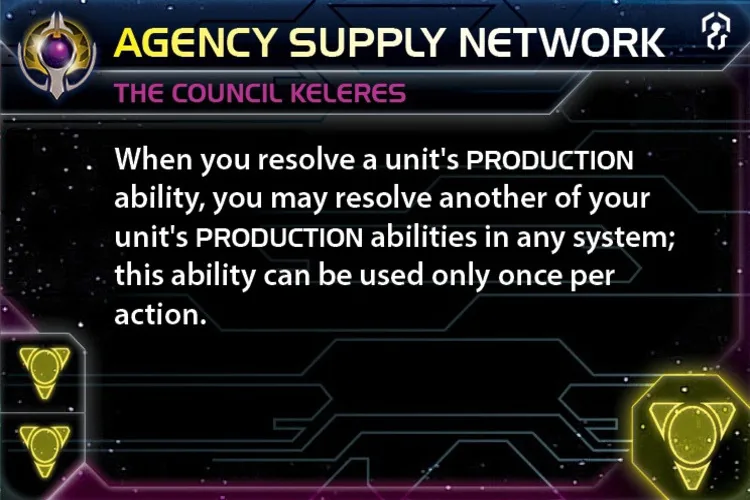 AGENCY SUPPLY NETWORK
THE COUNCIL KELERES
When you resolve a unit's PRODUCTION
ability, you may resolve another of your
unit's PRODUCTION abilities in any system;
this ability can be used only once per
action.